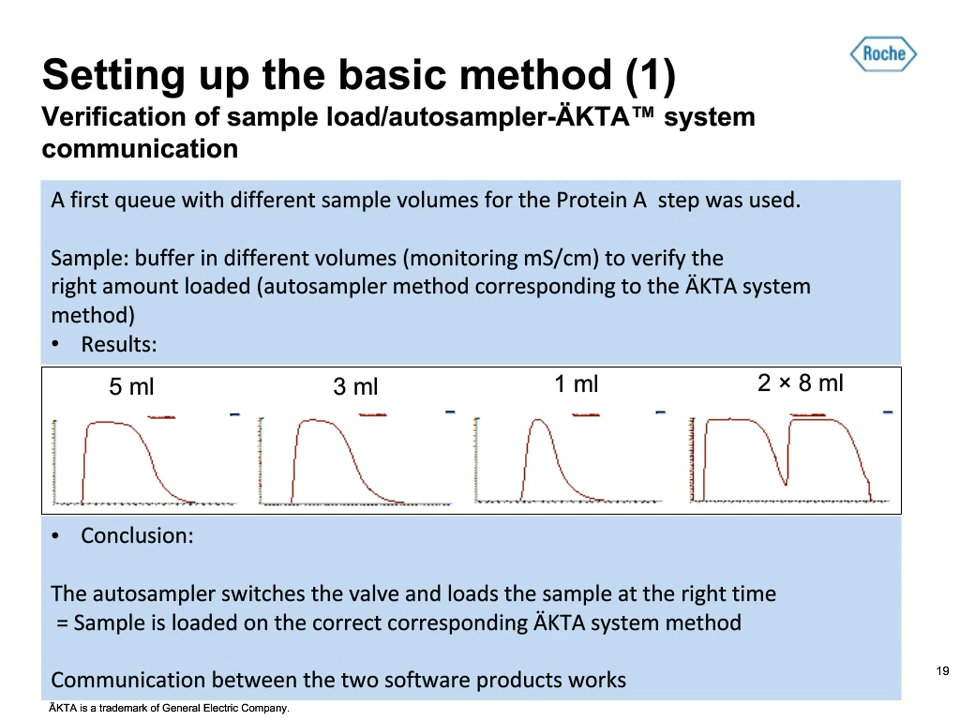 Roche
Setting up the basic method (1)
Verification of sample load/autosampler-ÄKTA™ system
communication
A first queue with different sample volumes for the Protein A  step was used.
Sample: buffer in different volumes (monitoring mS/cm) to verify the
right amount loaded (autosampler method corresponding to the ÄKTA system
method)
• Results:
5 ml
3 ml
1 ml
2 × 8 ml
• Conclusion:
The autosampler switches the valve and loads the sample at the right time
= Sample is loaded on the correct corresponding ÄKTA system method
Communication between the two software products works
19
ÄKTA is a trademark of General Electric Company.